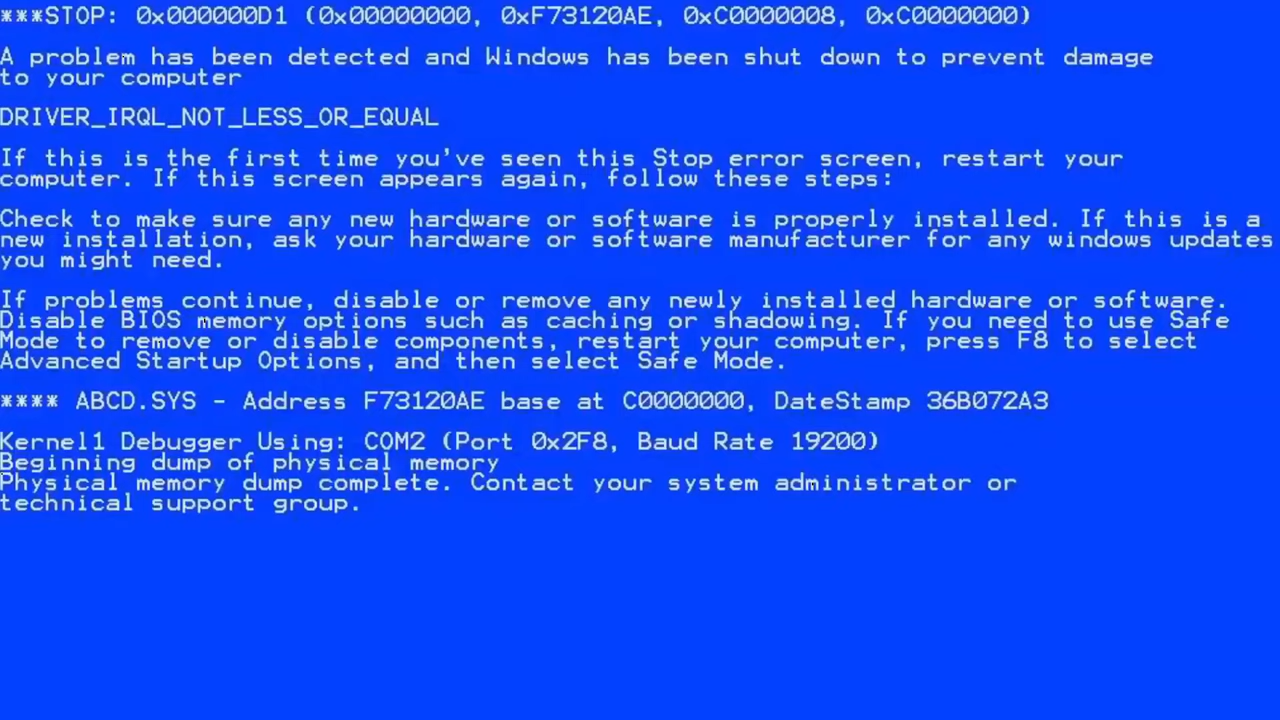 ***STOP: 0x000000D1 (0x00000000, 0xF73120AE, 0xC0000008, 0xC0000000)
A problem has been detected and Windows has been shut down to prevent damage
to your computer
DRIVER_IRQL_NOT_LESS_OR_EQUAL
If this is the first time you've seen this Stop error screen, restart your
computer. If this screen appears again, follow these steps:
Check to make sure any new hardware or software is properly installed. If this is a
new installation, ask your hardware or software manufacturer for any windows updates
you might need.
If problems continue, disable or remove any newly installed hardware or software.
Disable BIOS memory options such as caching or shadowing. If you need to use Safe
Mode to remove or disable components, restart your computer, press F8 to select
Advanced Startup Options, and then select Safe Mode.
**** ABCD.SYS - Address F73120AE base at C0000000, DateStamp 36B072A3
Kernel1 Debugger Using: COM2 (Port 0x2F8, Baud Rate 19200)
Beginning dump of physical memory
Physical memory dump complete. Contact your system administrator or
technical support group.